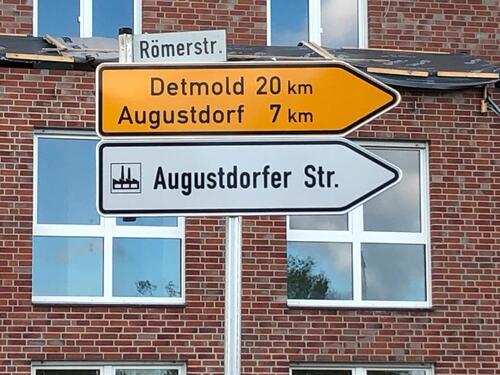 Römerstr.
Detmold 20 km
Augustdorf 7 km
Augustdorfer Str.